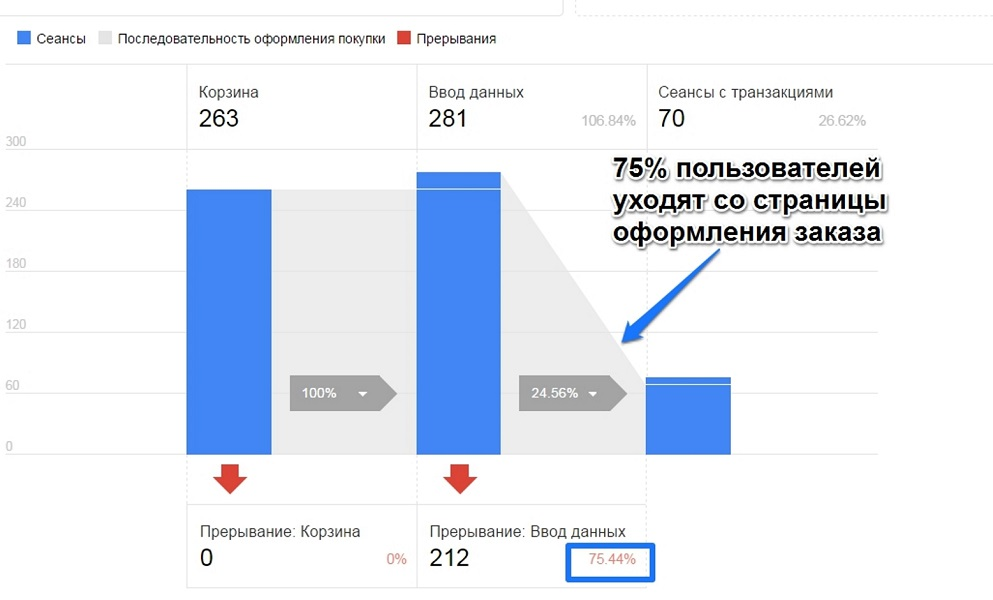 Сеансы Последовательность оформления покупки Прерывания
Корзина Ввод данных Сеансы с транзакциями
263 281 106.84% 70 26.62%
300
75% пользователей
уходят со страницы
оформления заказа
240
180
120
60
100% 24.56%
0
Прерывание: Корзина Прерывание: Ввод данных
0 0% 212 75.44%